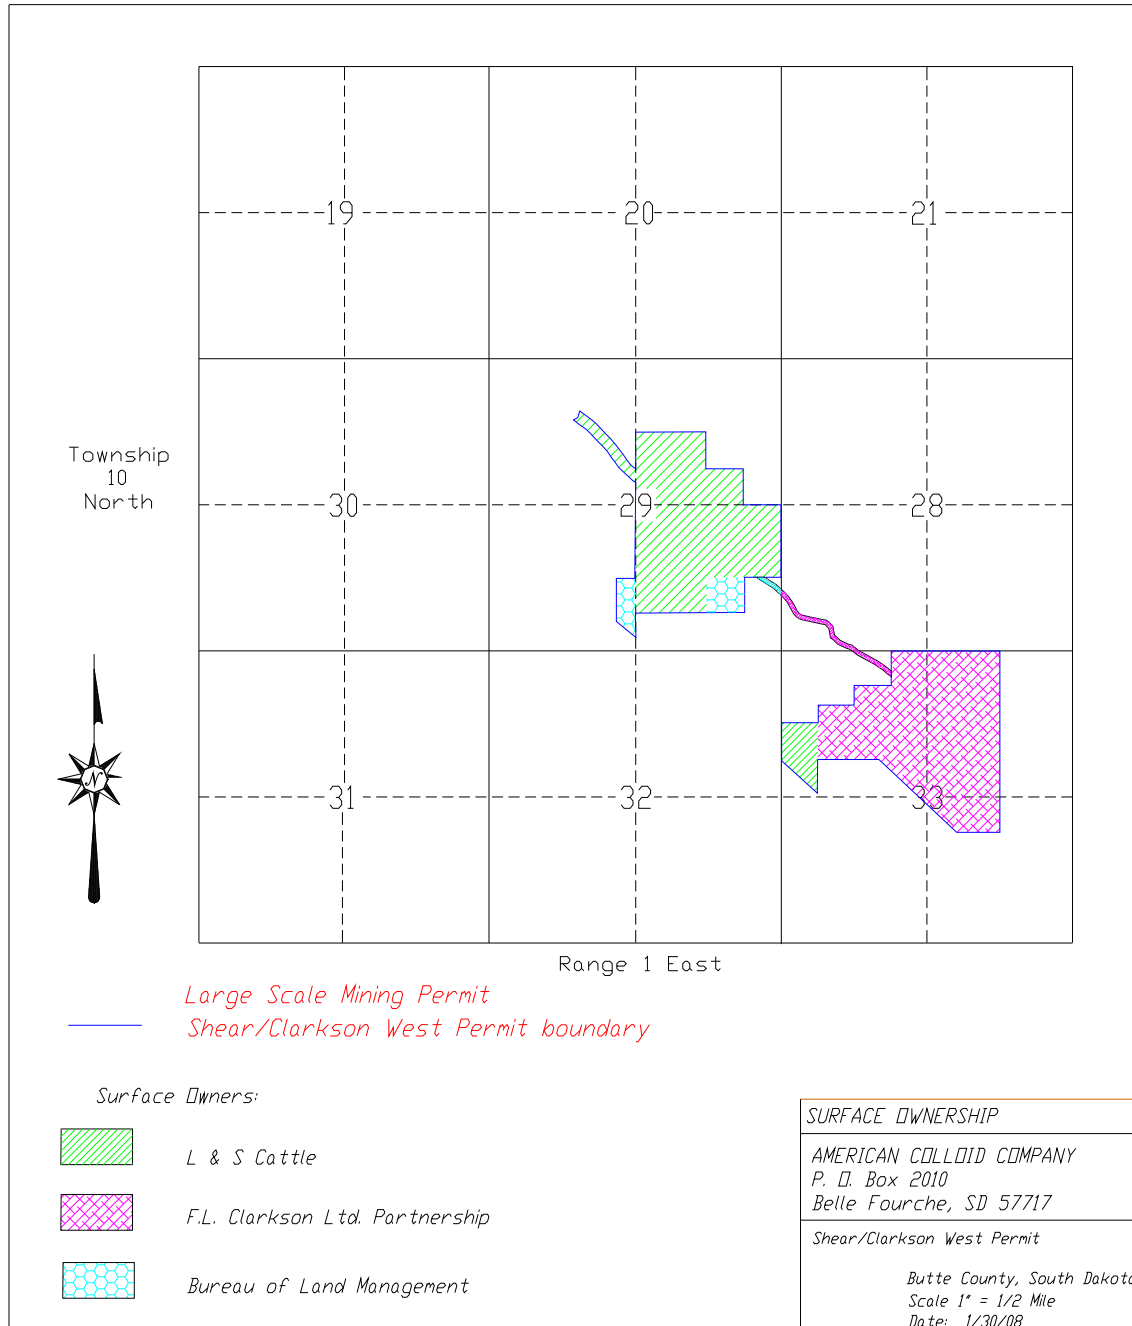 19
20
21
Township
10
North
30
29
28
31
32
33
N
Range 1 East
Large Scale Mining Permit
Shear/Clarkson West Permit boundary
Surface Owners:
L & S Cattle
F.L. Clarkson Ltd. Partnership
Bureau of Land Management
SURFACE OWNERSHIP
AMERICAN COLLOID COMPANY
P. O. Box 2010
Belle Fourche, SD 57717
Shear/Clarkson West Permit
Butte County, South Dakota
Scale 1" = 1/2 Mile
Date: 1/30/08